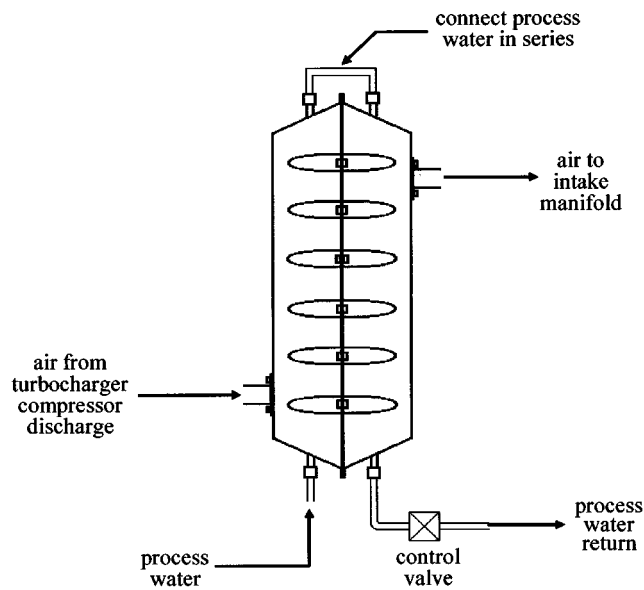 connect process
water in series
air to
intake
manifold
air from
turbocharger
compressor
discharge
process
water
control
valve
process
water
return